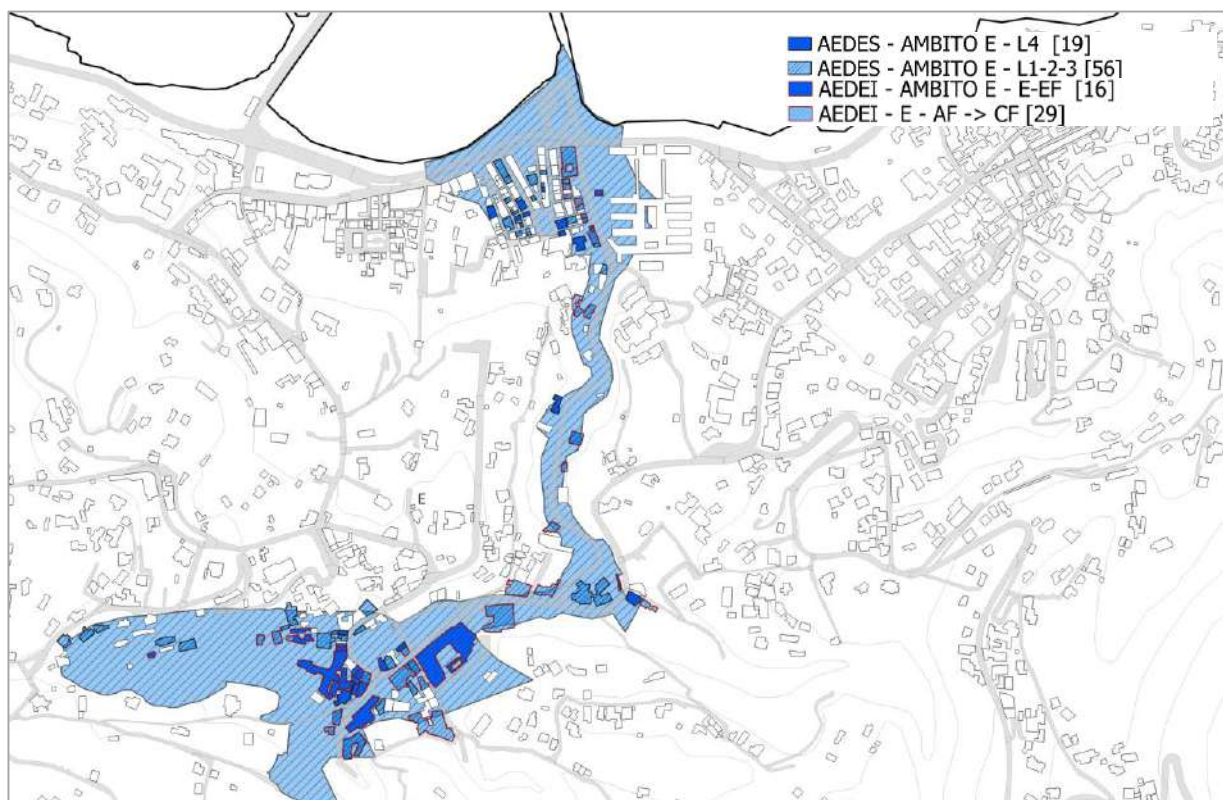 AEDES - AMBITO E - L4 [19]
AEDES - AMBITO E - L1-2-3 [56]
AEDEI - AMBITO E - E-EF [16]
AEDEI - E - AF -> CF [29]
E